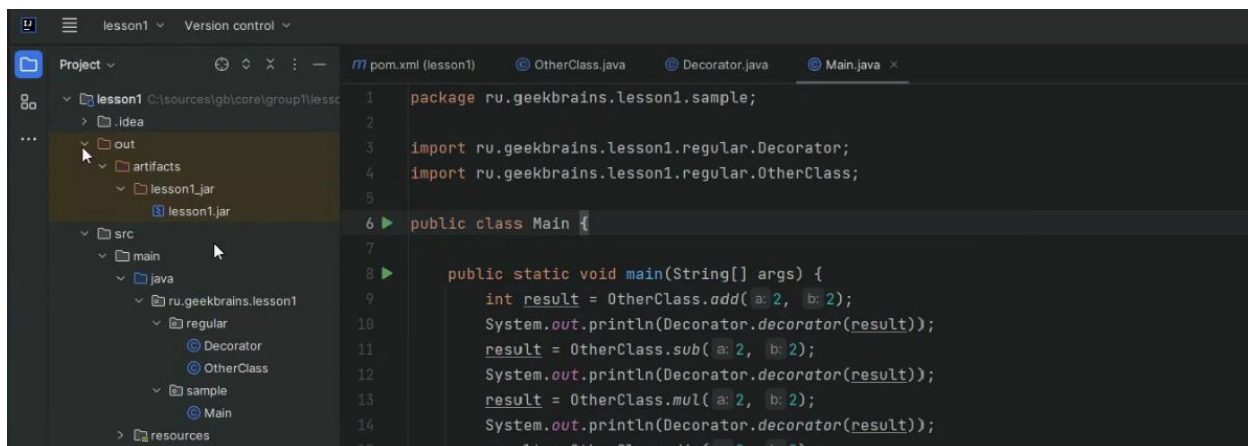 lesson1 Version control
Project
pom.xml (lesson1) OtherClass.java Decorator.java Main.java
lesson1 C:\sources\gb\core\group1\lessc
.idea
out
artifacts
lesson1_jar
lesson1.jar
src
main
java
ru.geekbrains.lesson1
regular
Decorator
OtherClass
sample
Main
resources
1 package ru.geekbrains.lesson1.sample;
2
3 import ru.geekbrains.lesson1.regular.Decorator;
4 import ru.geekbrains.lesson1.regular.OtherClass;
5
6 public class Main {
7
8 public static void main(String[] args) {
9 int result = OtherClass.add( a: 2, b: 2);
10 System.out.println(Decorator.decorator(result));
11 result = OtherClass.sub( a: 2, b: 2);
12 System.out.println(Decorator.decorator(result));
13 result = OtherClass.mul( a: 2, b: 2);
14 System.out.println(Decorator.decorator(result));